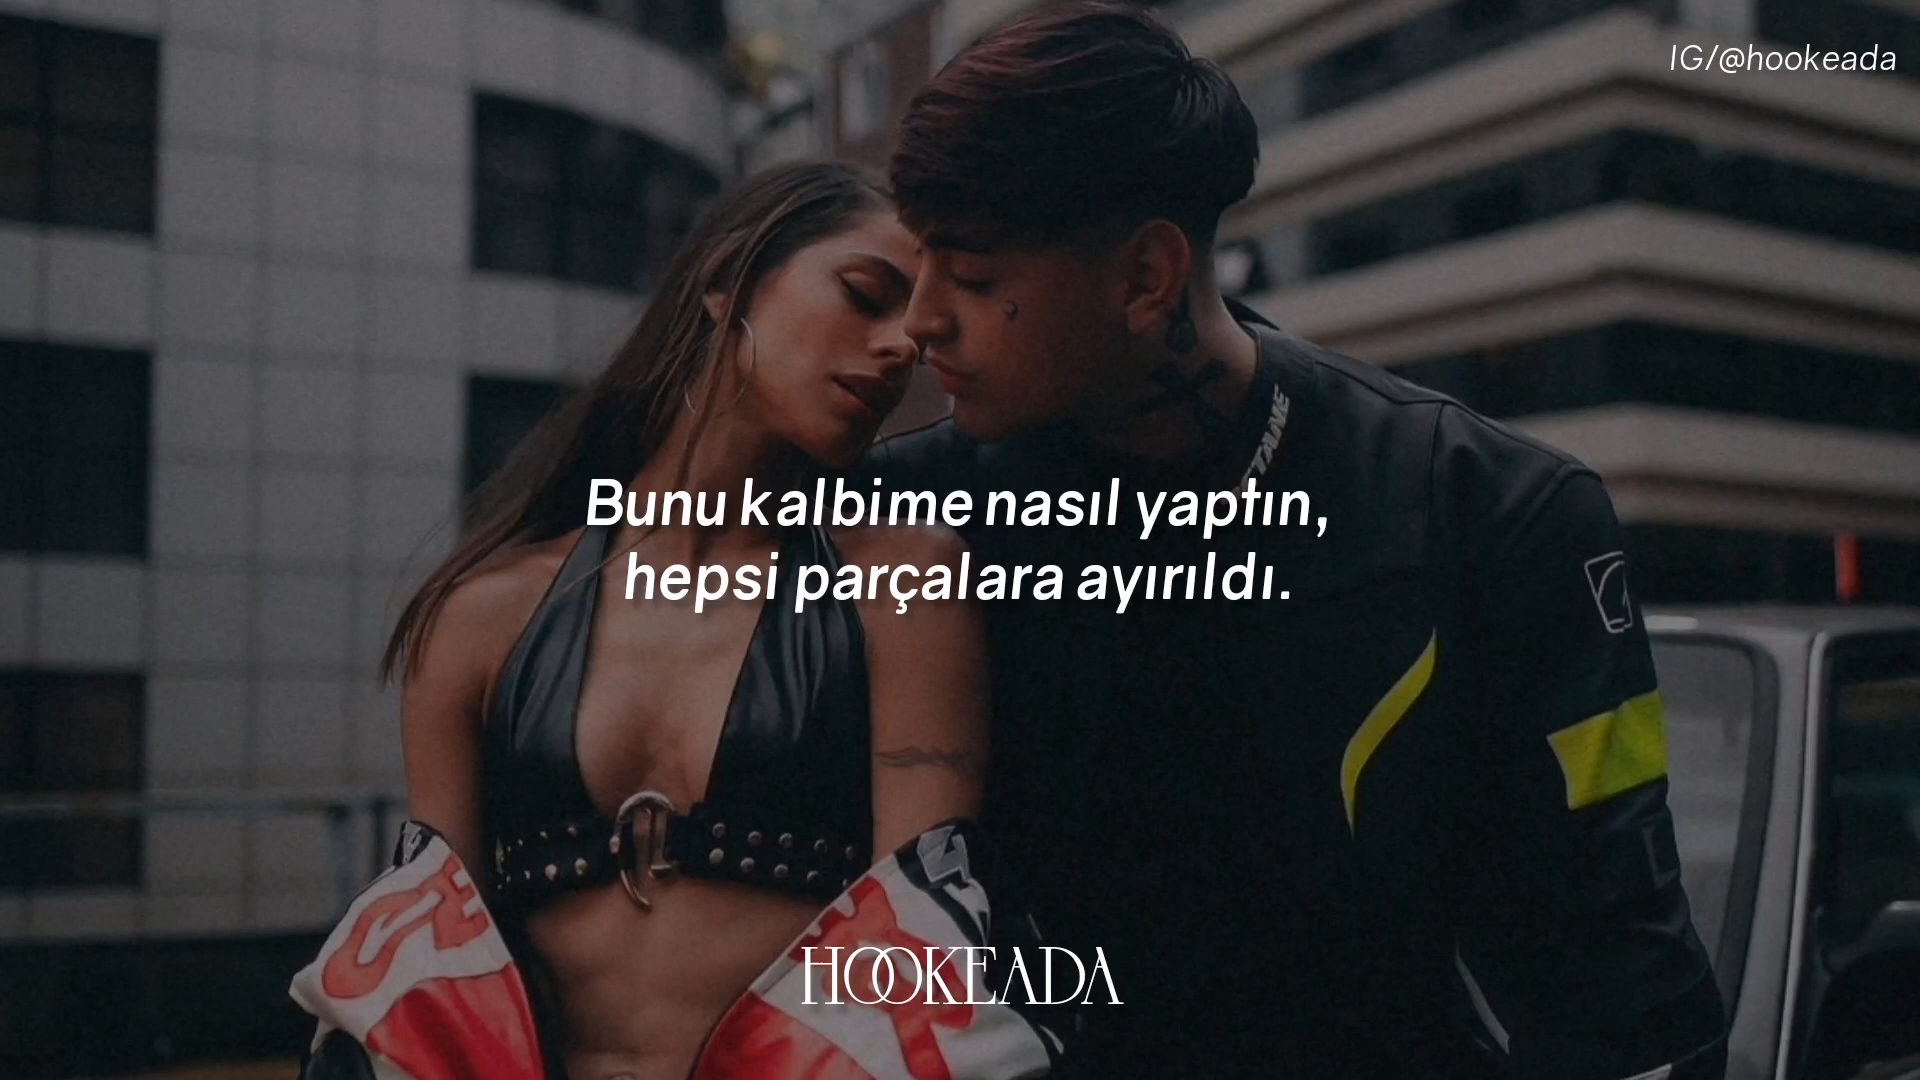 IG/@hookeada
Bunu kalbime nasıl yaptın,
hepsi parçalara ayırıldı.
HOOKEADA